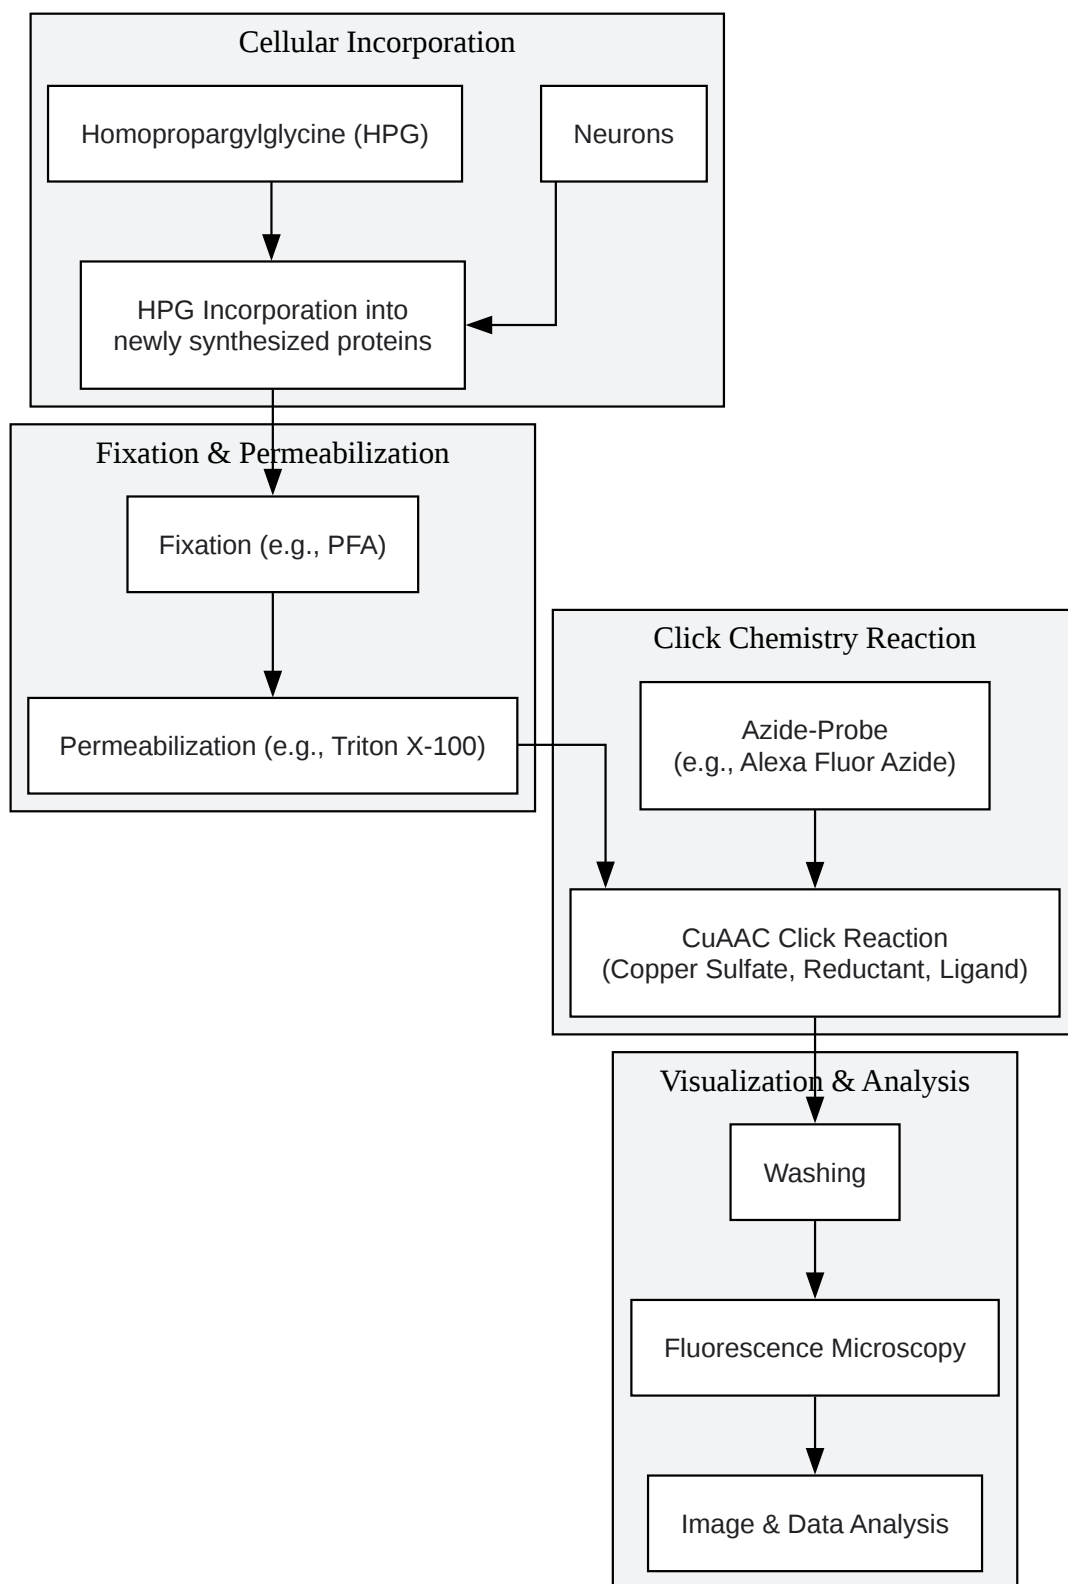 Cellular Incorporation
Homopropargylglycine (HPG)
Neurons
HPG Incorporation into
newly synthesized proteins
Fixation & Permeabilization
Fixation (e.g., PFA)
Permeabilization (e.g., Triton X-100)
Click Chemistry Reaction
Azide-Probe
(e.g., Alexa Fluor Azide)
CuAAC Click Reaction
(Copper Sulfate, Reductant, Ligand)
Visualization & Analysis
Washing
Fluorescence Microscopy
Image & Data Analysis